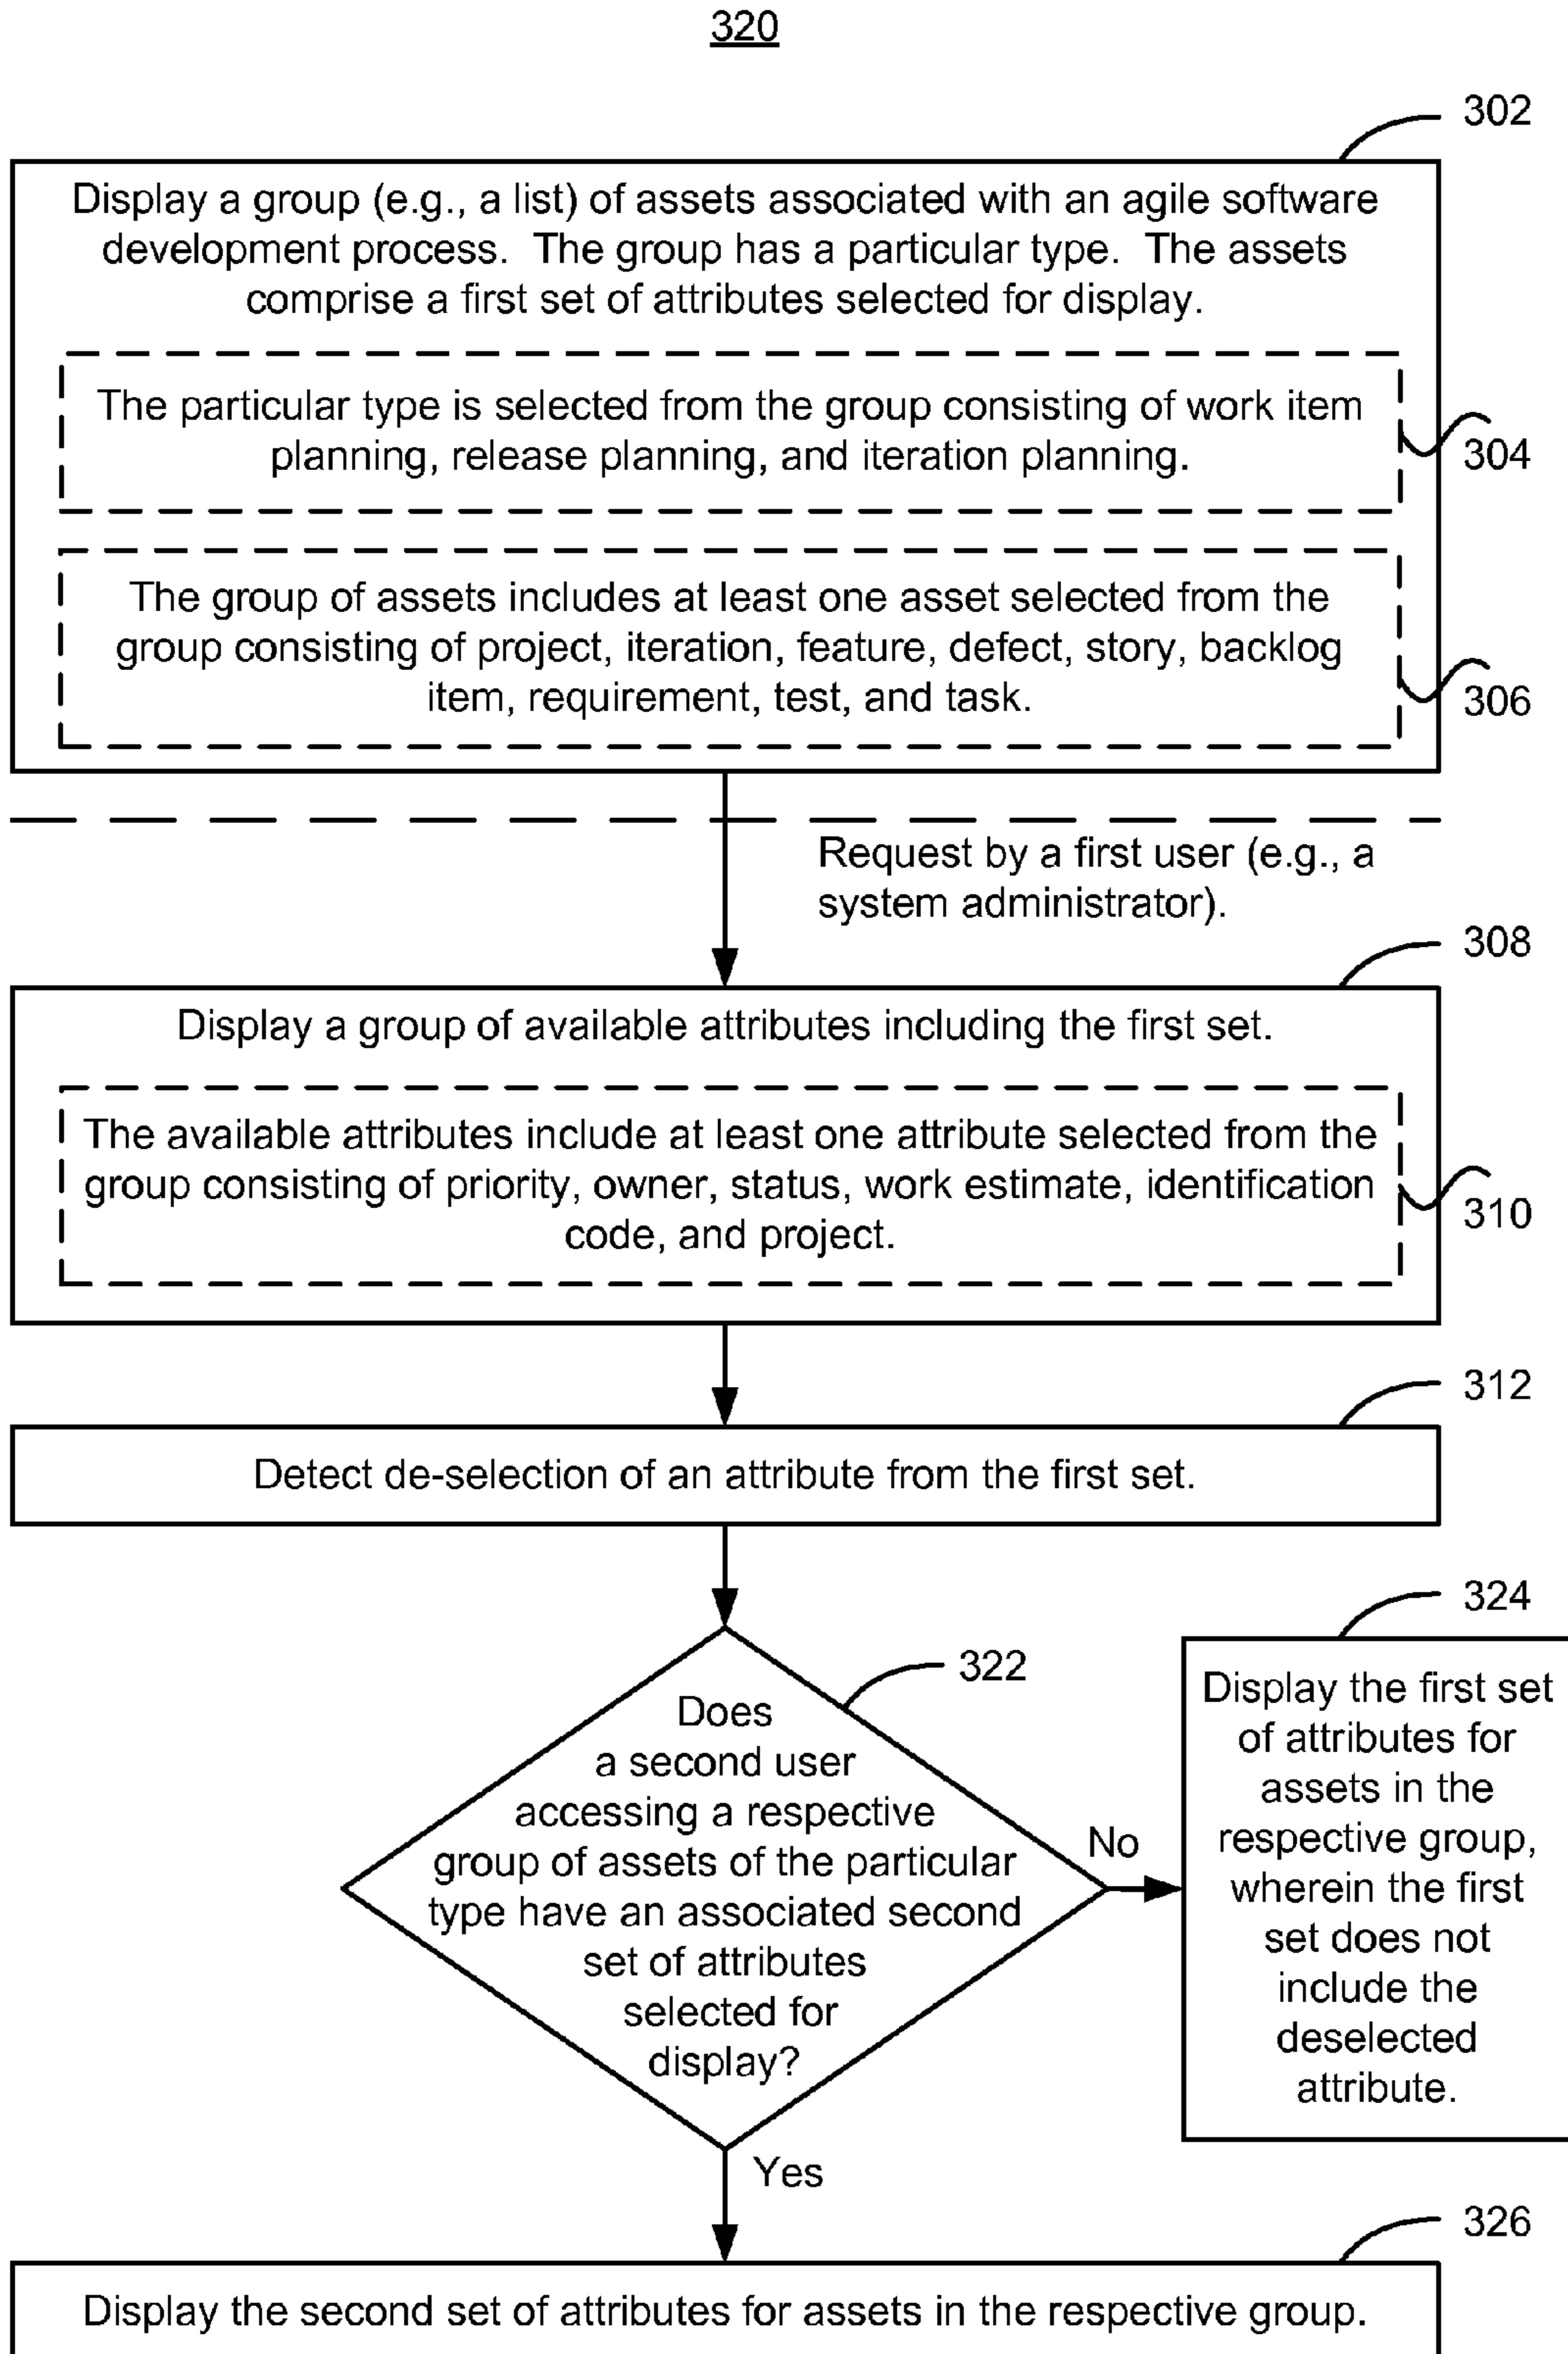 320
302
Display a group (e.g., a list) of assets associated with an agile software
development process. The group has a particular type. The assets
comprise a first set of attributes selected for display.
The particular type is selected from the group consisting of work item
planning, release planning, and iteration planning.
304
The group of assets includes at least one asset selected from the
group consisting of project, iteration, feature, defect, story, backlog
item, requirement, test, and task.
306
Request by a first user (e.g., a
system administrator).
308
Display a group of available attributes including the first set.
The available attributes include at least one attribute selected from the
group consisting of priority, owner, status, work estimate, identification
code, and project.
310
312
Detect de-selection of an attribute from the first set.
322
Does
a second user
accessing a respective
group of assets of the particular
type have an associated second
set of attributes
selected for
display?
No
324
Display the first set
of attributes for
assets in the
respective group,
wherein the first
set does not
include the
deselected
attribute.
Yes
326
Display the second set of attributes for assets in the respective group.